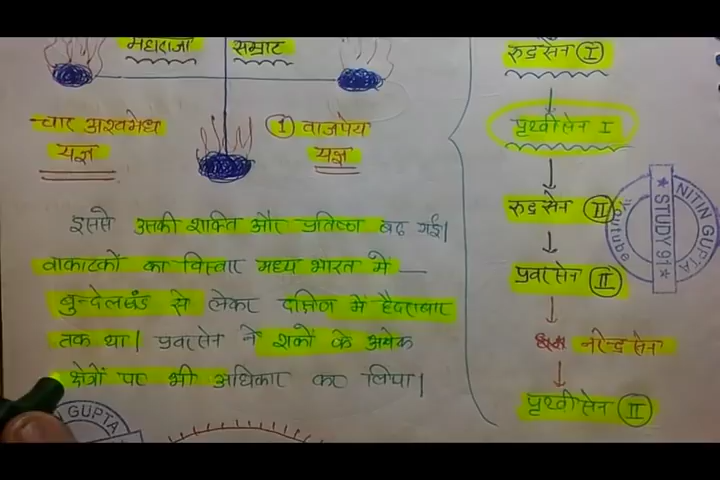 महाराजा
सम्राट
चार अश्वमेध
यज्ञ
① वाजपेय
यज्ञ
इससे उसकी शक्ति और प्रतिष्ठा बढ़ गई।
वाकाटकों का विस्तार मध्य भारत में
बुन्देलखंड से लेकर दक्षिण में हैदराबाद
तक था। प्रवरसेन ने शकों के अनेक
क्षेत्रों पर भी अधिकार कर लिया।
रुद्रसेन I
पृथ्वीसेन I
रुद्रसेन II
प्रवरसेन II
नरेन्द्रसेन
पृथ्वीसेन II
NITIN GUPTA
★ STUDY 91 ★
GUPTA